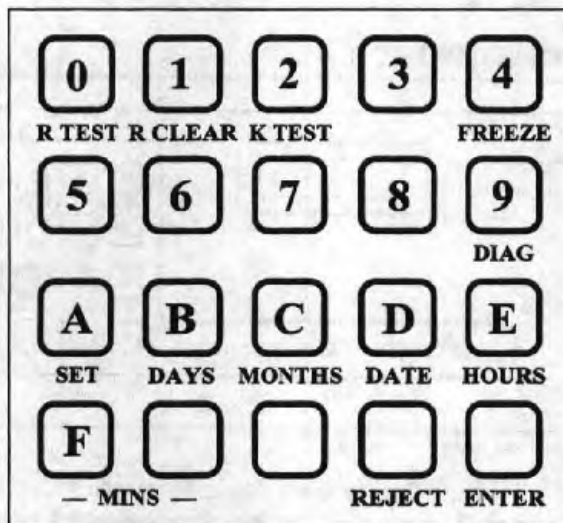 0 1 2 3 4
R TEST R CLEAR K TEST FREEZE
5 6 7 8 9
DIAG
A B C D E
SET DAYS MONTHS DATE HOURS
F
— MINS — REJECT ENTER